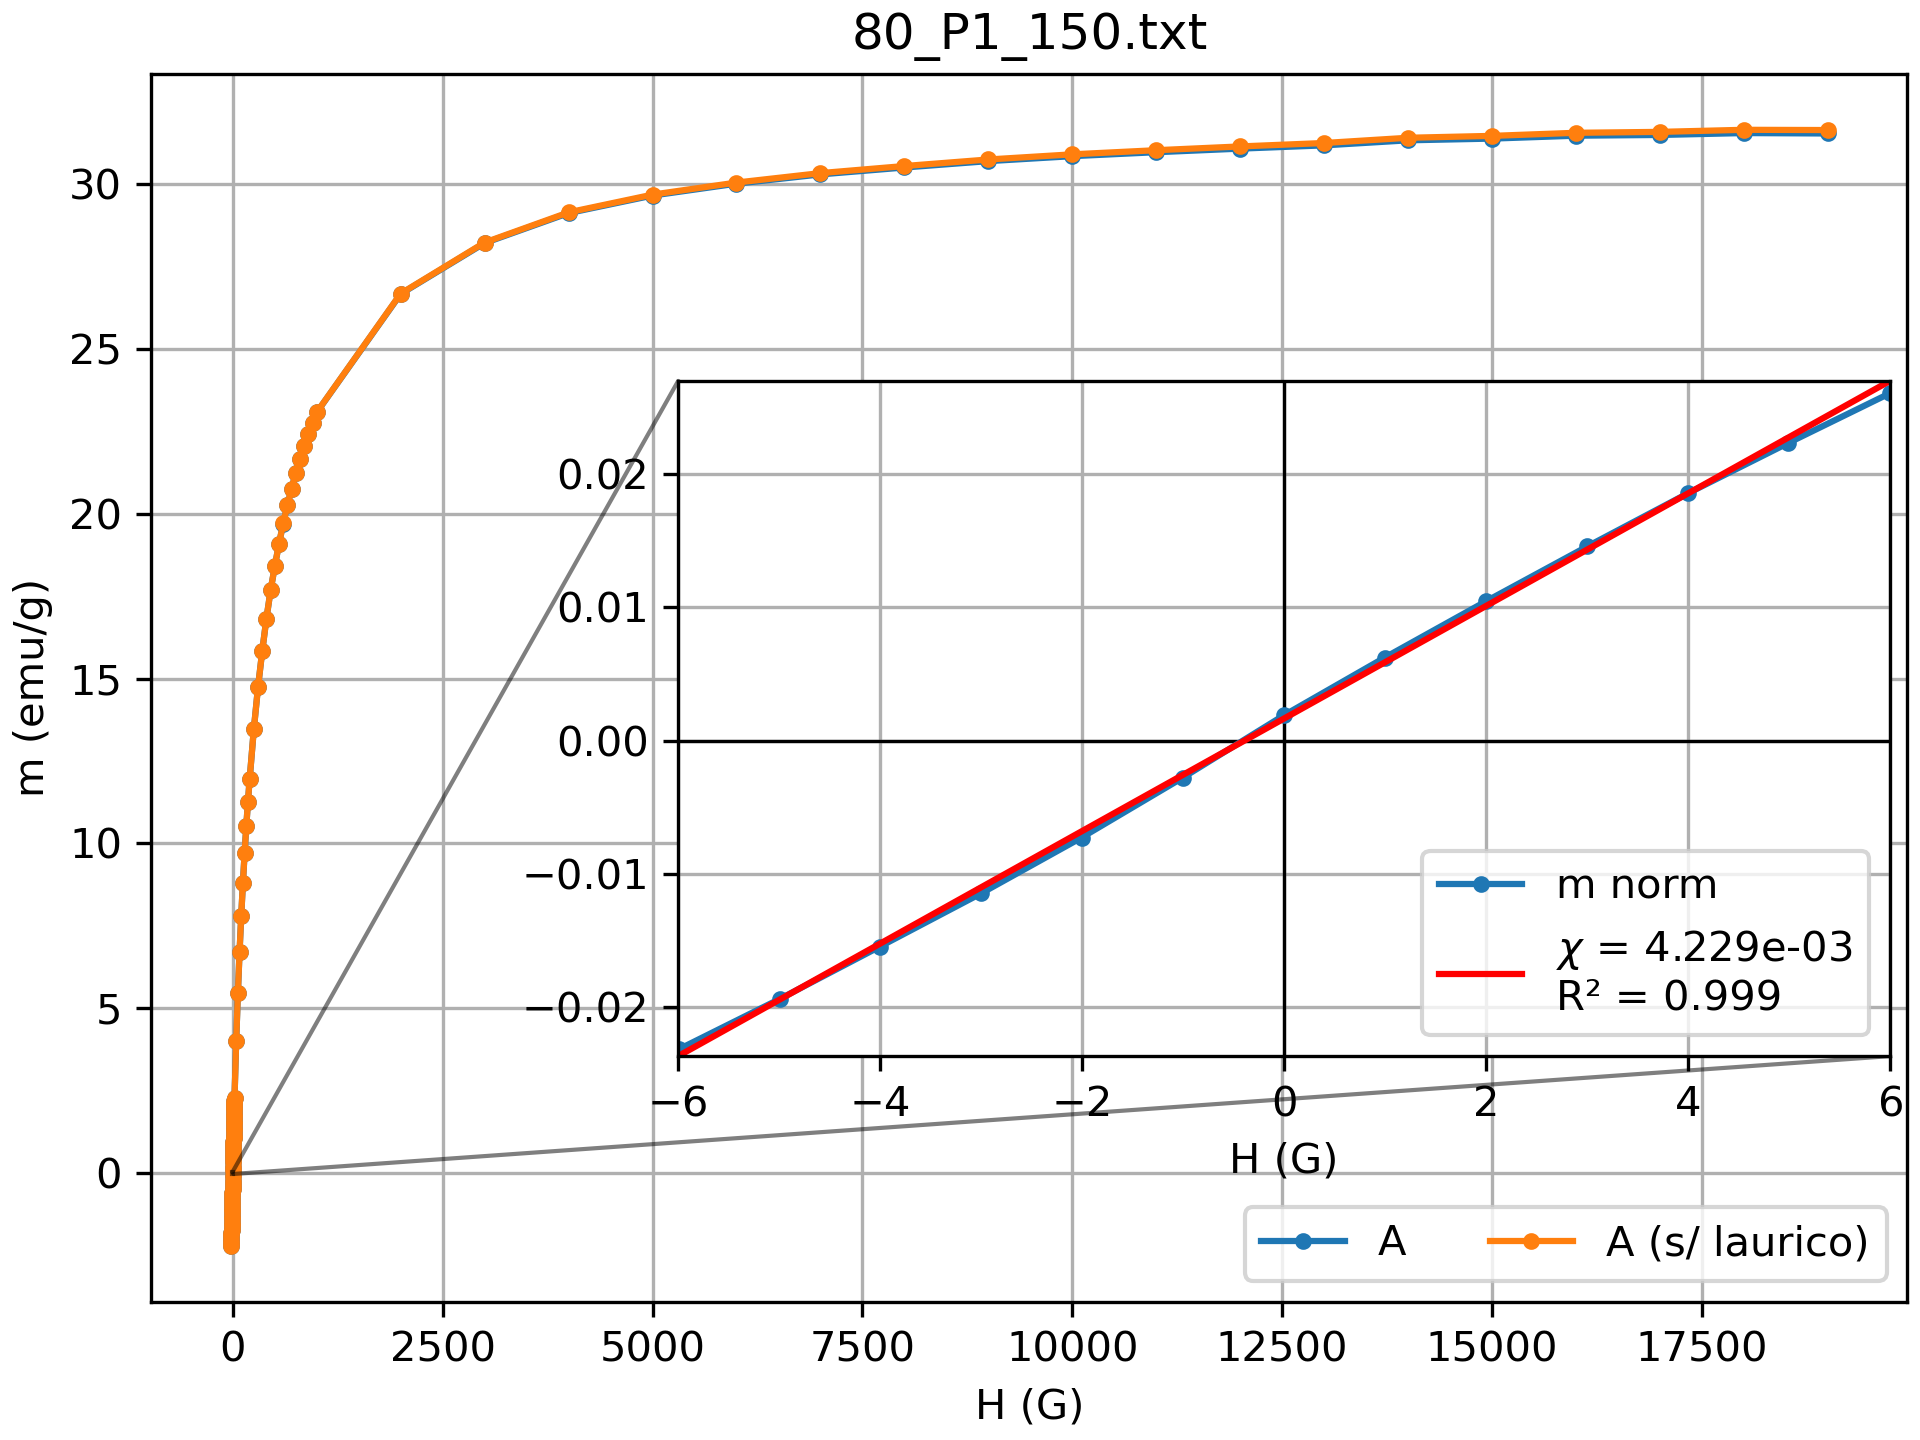 80_P1_150.txt
m (emu/g)
30
25
20
15
10
5
0
0 2500 5000 7500 10000 12500 15000 17500
H (G)
0.02
0.01
0.00
−0.01
−0.02
−6 −4 −2 0 2 4 6
H (G)
m norm
χ = 4.229e-03
R² = 0.999
A A (s/ laurico)